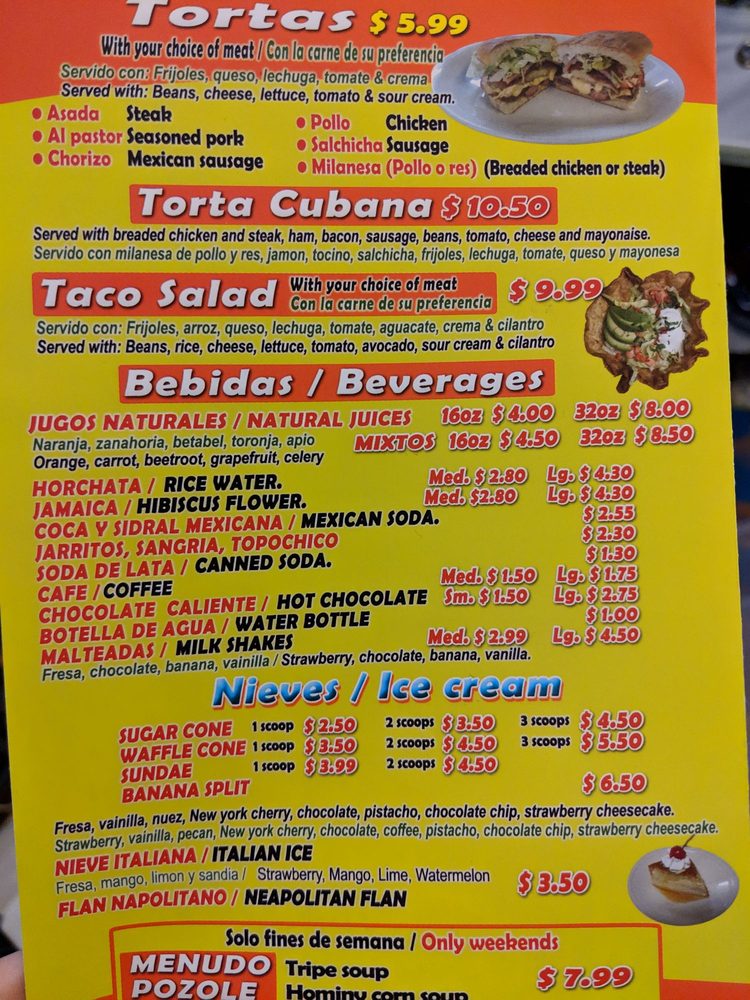 Tortas $ 5.99
With your choice of meat / Con la carne de su preferencia
Servido con: Frijoles, queso, lechuga, tomate & crema
Served with: Beans, cheese, lettuce, tomato & sour cream.
• Asada Steak
• Al pastor Seasoned pork
• Chorizo Mexican sausage
• Pollo Chicken
• Salchicha Sausage
• Milanesa (Pollo o res) (Breaded chicken or steak)
Torta Cubana $ 10.50
Served with breaded chicken and steak, ham, bacon, sausage, beans, tomato, cheese and mayonaise.
Servido con milanesa de pollo y res, jamon, tocino, salchicha, frijoles, lechuga, tomate, queso y mayonesa
Taco Salad With your choice of meat $ 9.99
Con la carne de su preferencia
Servido con: Frijoles, arroz, queso, lechuga, tomate, aguacate, crema & cilantro
Served with: Beans, rice, cheese, lettuce, tomato, avocado, sour cream & cilantro
Bebidas / Beverages
JUGOS NATURALES / NATURAL JUICES 16oz $ 4.00 32oz $ 8.00
Naranja, zanahoria, betabel, toronja, apio MIXTOS 16oz $ 4.50 32oz $ 8.50
Orange, carrot, beetroot, grapefruit, celery
HORCHATA / RICE WATER. Med. $ 2.80 Lg. $ 4.30
JAMAICA / HIBISCUS FLOWER. Med. $2.80 Lg. $ 4.30
COCA Y SIDRAL MEXICANA / MEXICAN SODA. $ 2.55
JARRITOS, SANGRIA, TOPOCHICO $ 2.30
SODA DE LATA / CANNED SODA. $ 1.30
CAFE / COFFEE Med. $ 1.50 Lg. $ 1.75
CHOCOLATE CALIENTE / HOT CHOCOLATE Sm. $ 1.50 Lg. $ 2.75
BOTELLA DE AGUA / WATER BOTTLE $ 1.00
MALTEADAS / MILK SHAKES Med. $ 2.99 Lg. $ 4.50
Fresa, chocolate, banana, vainilla / Strawberry, chocolate, banana, vanilla.
Nieves / Ice cream
SUGAR CONE 1 scoop $ 2.50 2 scoops $ 3.50 3 scoops $ 4.50
WAFFLE CONE 1 scoop $ 3.50 2 scoops $ 4.50 3 scoops $ 5.50
SUNDAE 1 scoop $ 3.99 2 scoops $ 4.50
BANANA SPLIT $ 6.50
Fresa, vainilla, nuez, New york cherry, chocolate, pistacho, chocolate chip, strawberry cheesecake.
Strawberry, vainilla, pecan, New york cherry, chocolate, coffee, pistacho, chocolate chip, strawberry cheesecake.
NIEVE ITALIANA / ITALIAN ICE
Fresa, mango, limon y sandia / Strawberry, Mango, Lime, Watermelon $ 3.50
FLAN NAPOLITANO / NEAPOLITAN FLAN
Solo fines de semana / Only weekends
MENUDO Tripe soup $ 7.99
POZOLE Hominy corn soup